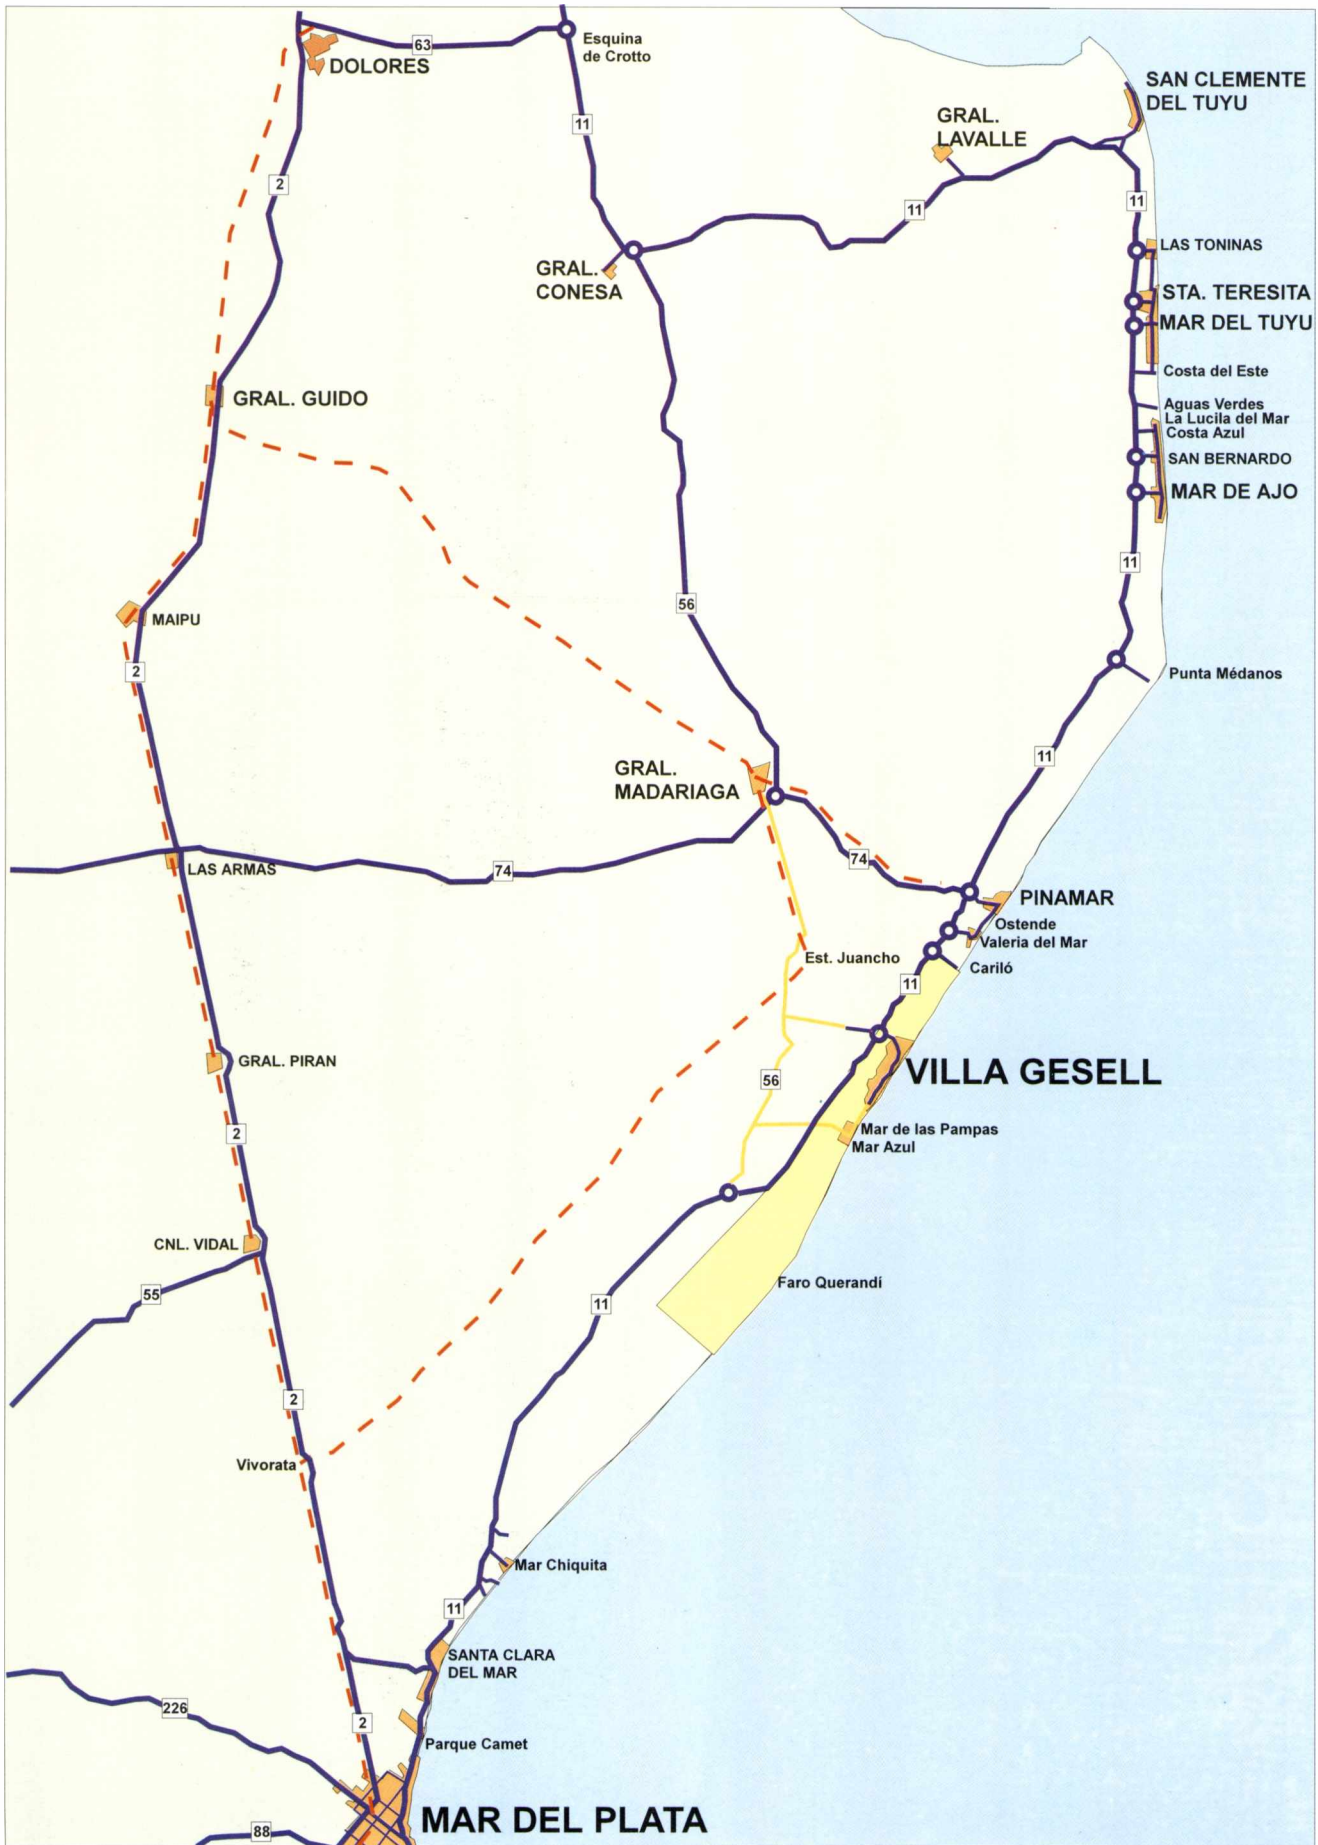 63
Esquina
de Crotto
DOLORES
SAN CLEMENTE
DEL TUYU
11
GRAL.
LAVALLE
2
11
11
LAS TONINAS
GRAL.
CONESA
STA. TERESITA
MAR DEL TUYU
Costa del Este
GRAL. GUIDO
Aguas Verdes
La Lucila del Mar
Costa Azul
SAN BERNARDO
MAR DE AJO
11
56
MAIPU
2
Punta Médanos
11
GRAL.
MADARIAGA
74
74
LAS ARMAS
PINAMAR
Ostende
Valeria del Mar
Est. Juancho
Cariló
11
GRAL. PIRAN
VILLA GESELL
56
2
Mar de las Pampas
Mar Azul
CNL. VIDAL
Faro Querandí
55
11
2
Vivorata
Mar Chiquita
11
SANTA CLARA
DEL MAR
226
2
Parque Camet
MAR DEL PLATA
88